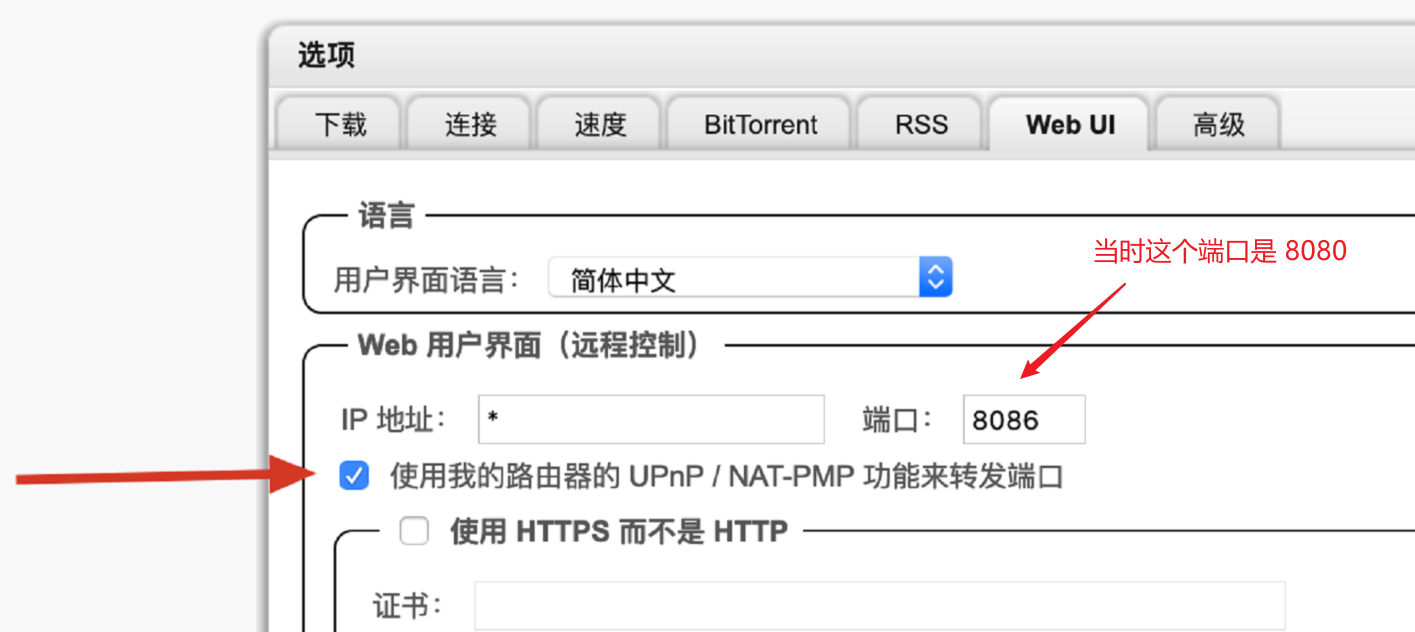 选项
下载 连接 速度 BitTorrent RSS Web UI 高级
语言
当时这个端口是 8080
用户界面语言： 简体中文
Web 用户界面（远程控制）
IP 地址： * 端口： 8086
使用我的路由器的 UPnP / NAT-PMP 功能来转发端口
使用 HTTPS 而不是 HTTP
证书：